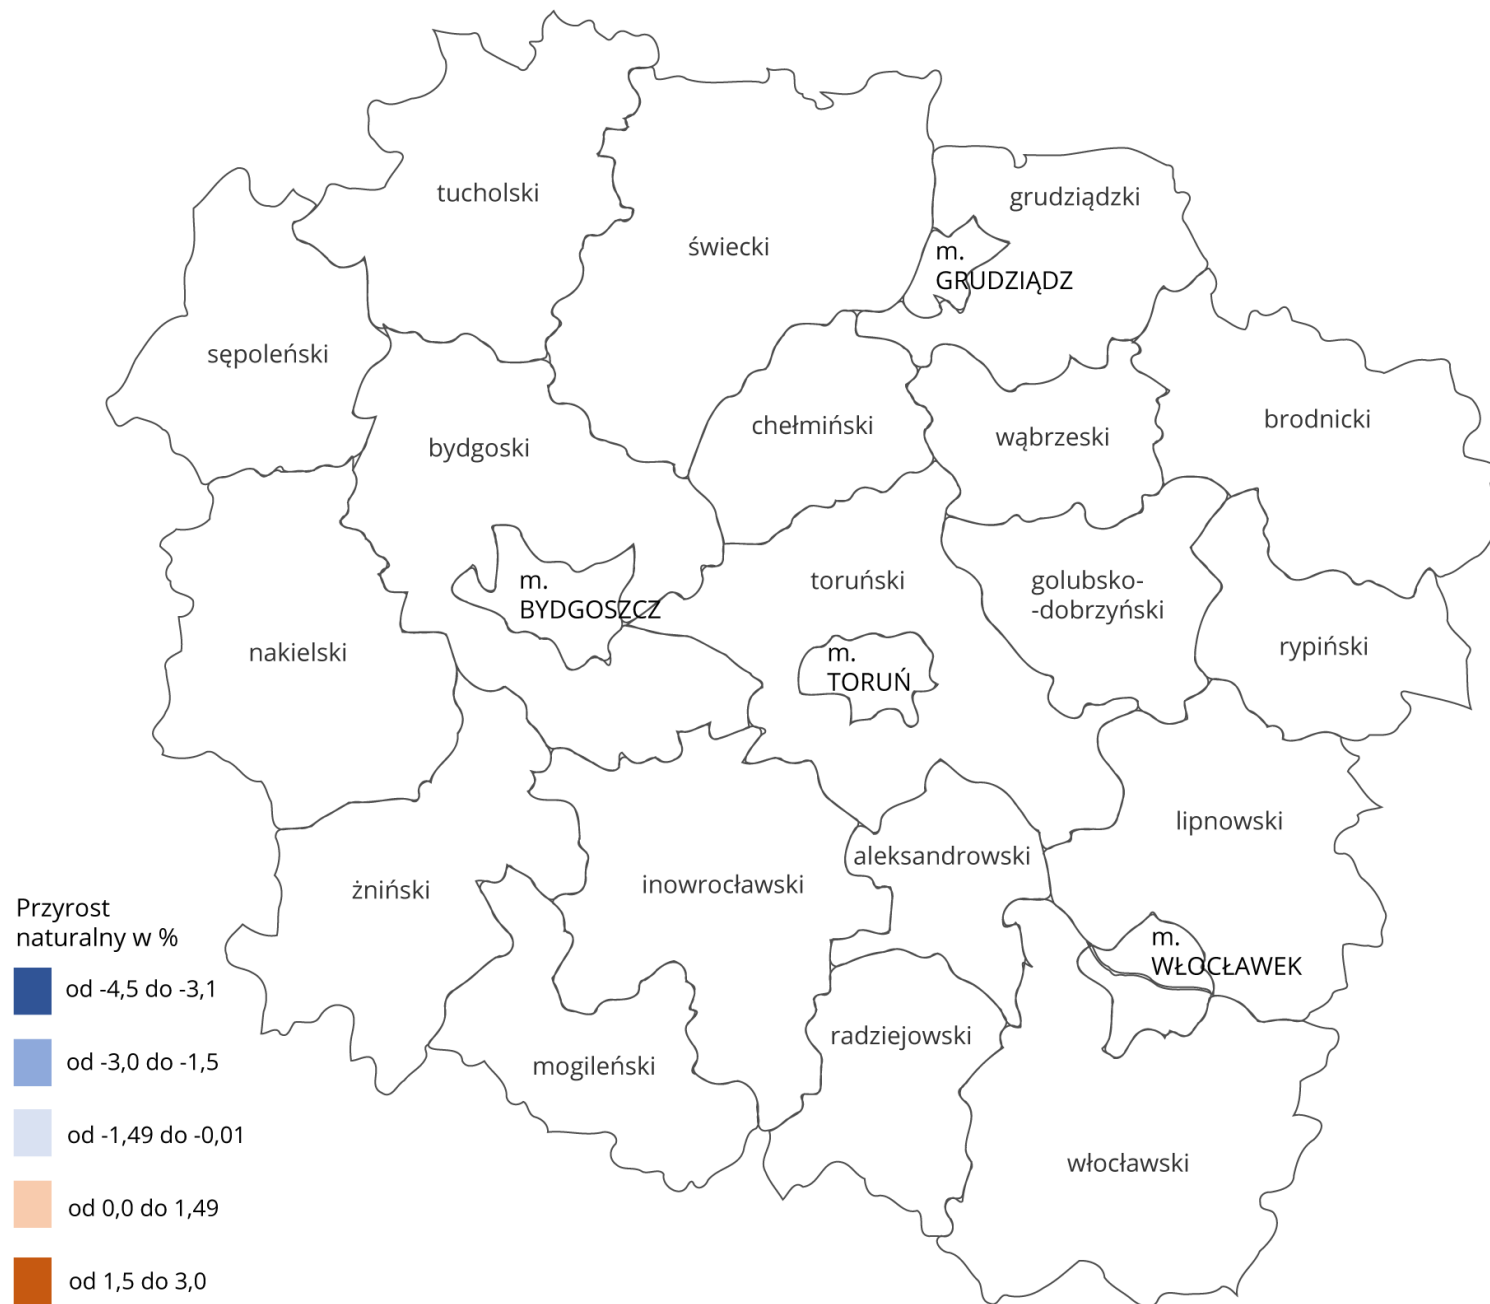 tucholski
grudziądzki
świecki
m.
GRUDZIĄDZ
sępoleński
brodnicki
chełmiński
wąbrzeski
bydgoski
m.
BYDGOSZCZ
toruński
golubsko-
-dobrzyński
nakielski
m.
TORUŃ
rypiński
lipnowski
aleksandrowski
inowrocławski
żniński
Przyrost
naturalny w %
m.
WŁOCŁAWEK
od -4,5 do -3,1
radziejowski
od -3,0 do -1,5
mogileński
od -1,49 do -0,01
włocławski
od 0,0 do 1,49
od 1,5 do 3,0